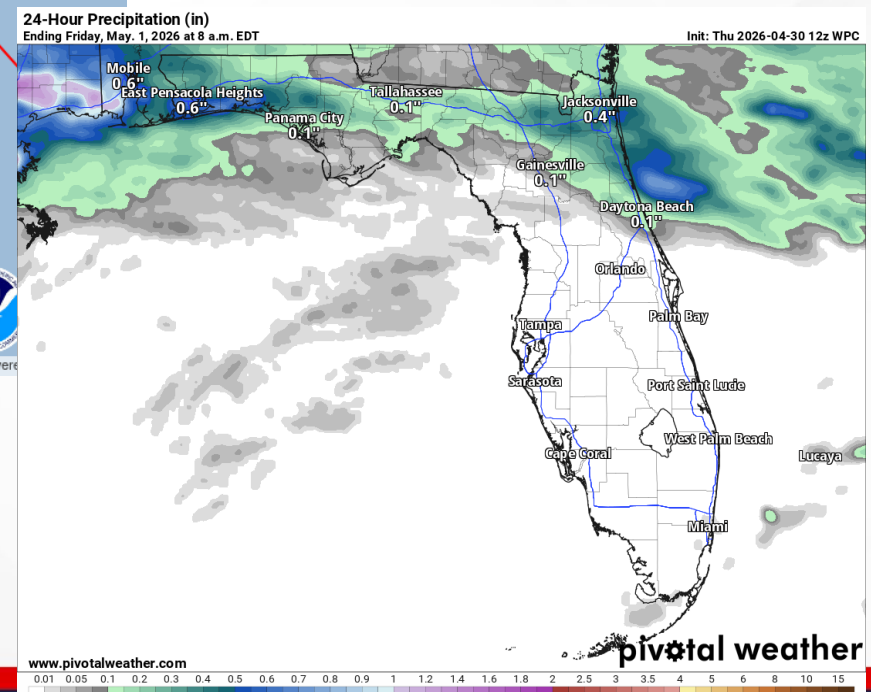 24-Hour Precipitation (in)
Ending Friday, May. 1, 2026 at 8 a.m. EDT
Init: Thu 2026-04-30 12z WPC
Mobile
0.6"
East Pensacola Heights
0.6"
Tallahassee
0.1"
Jacksonville
0.4"
Panama City
0.1"
Gainesville
0.1"
Daytona Beach
0.1"
Orlando
Palm Bay
Tampa
Sarasota
Port Saint Lucie
West Palm Beach
Cape Coral
Lucaya
Miami
pivotal weather
www.pivotalweather.com
0.01 0.05 0.1 0.2 0.3 0.4 0.5 0.6 0.7 0.8 0.9 1 1.2 1.4 1.6 1.8 2 2.5 3 3.5 4 5 6 8 10 15